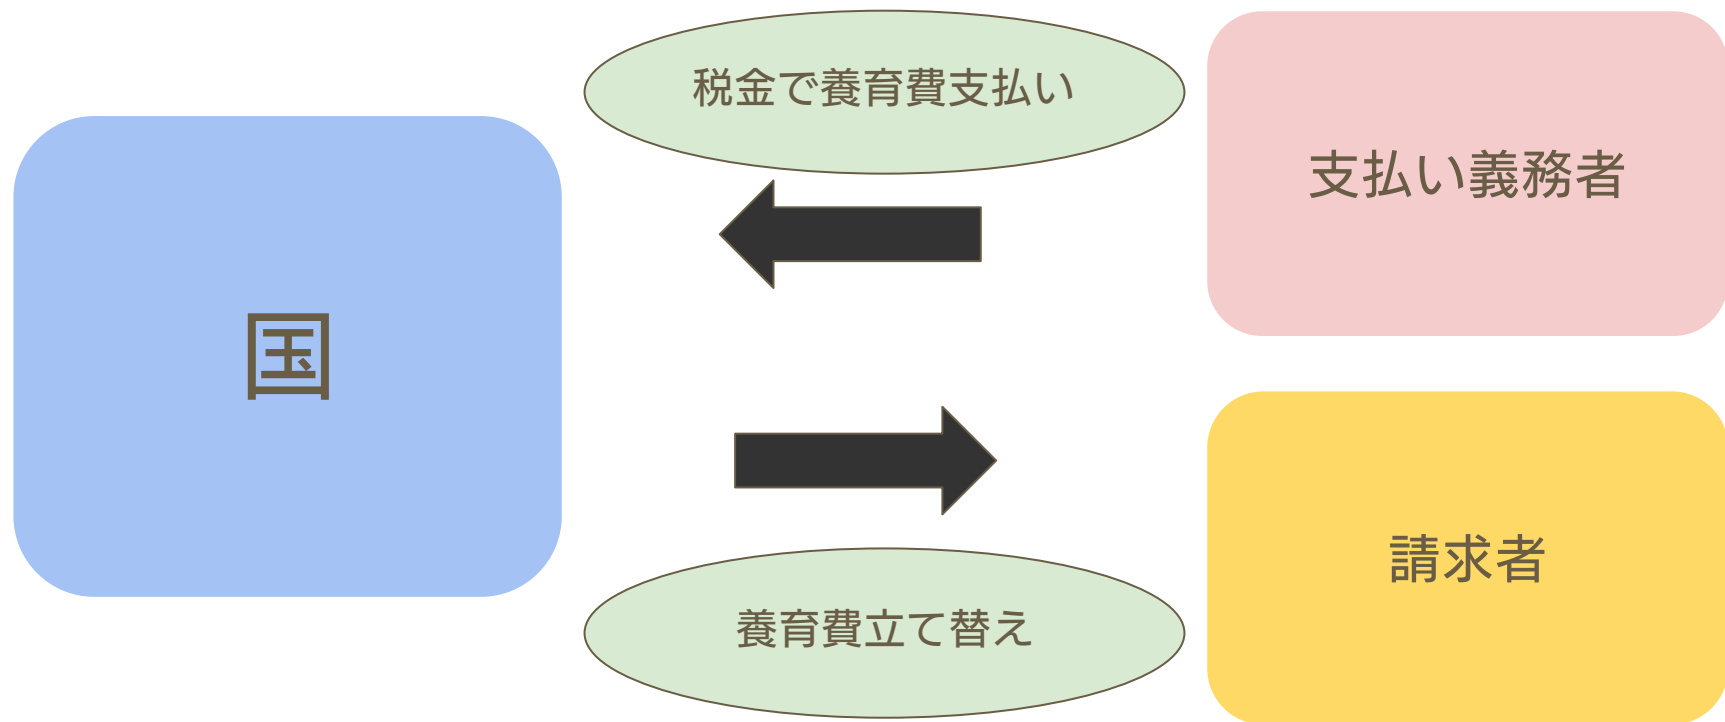 税金で養育費支払い
支払い義務者
国
請求者
養育費立て替え